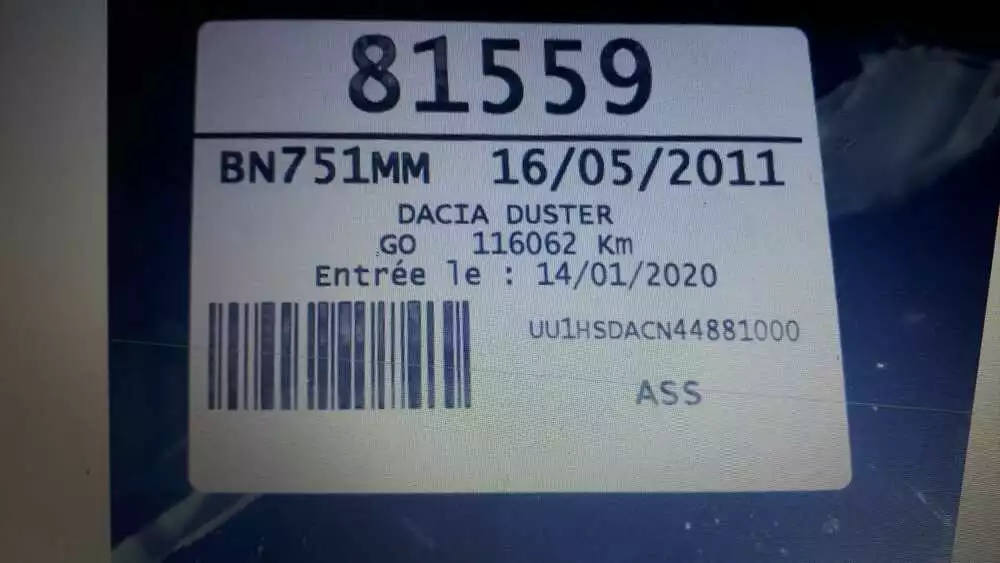 81559
BN751MM 16/05/2011
DACIA DUSTER
GO 116062 Km
Entrée le : 14/01/2020
UU1HSDACN44881000
ASS